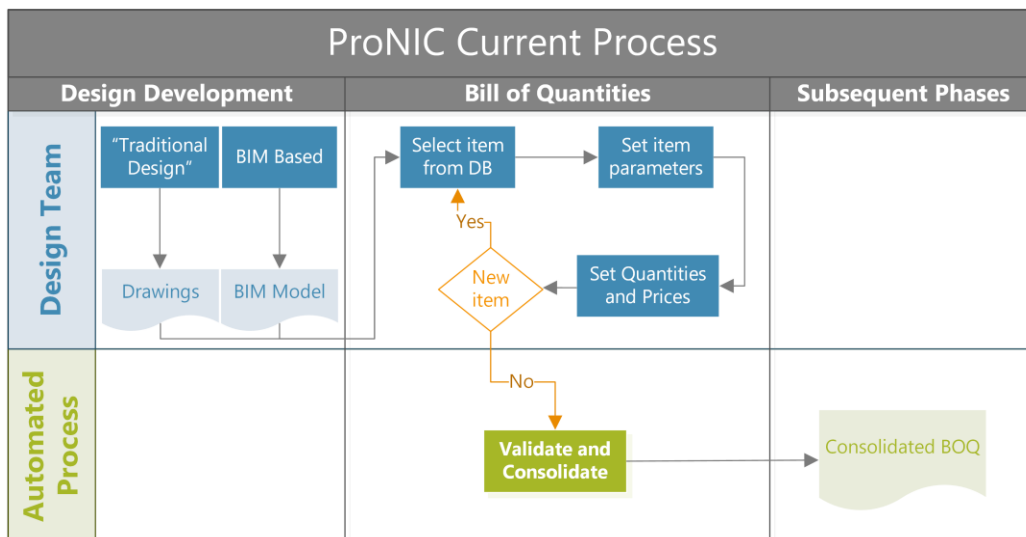 ProNIC Current Process
Design Development
Bill of Quantities
Subsequent Phases
Design Team
“Traditional
Design“
BIM Based
Select item
from DB
Set item
parameters
Yes
Drawings
BIM Model
New
item
Set Quantities
and Prices
Automated
Process
No
Validate and
Consolidate
Consolidated BOQ